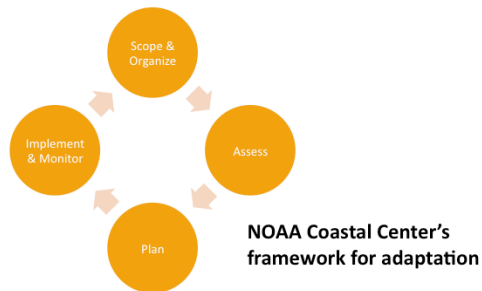 Scope &
Organize
Implement
& Monitor
Assess
Plan
NOAA Coastal Center’s
framework for adaptation